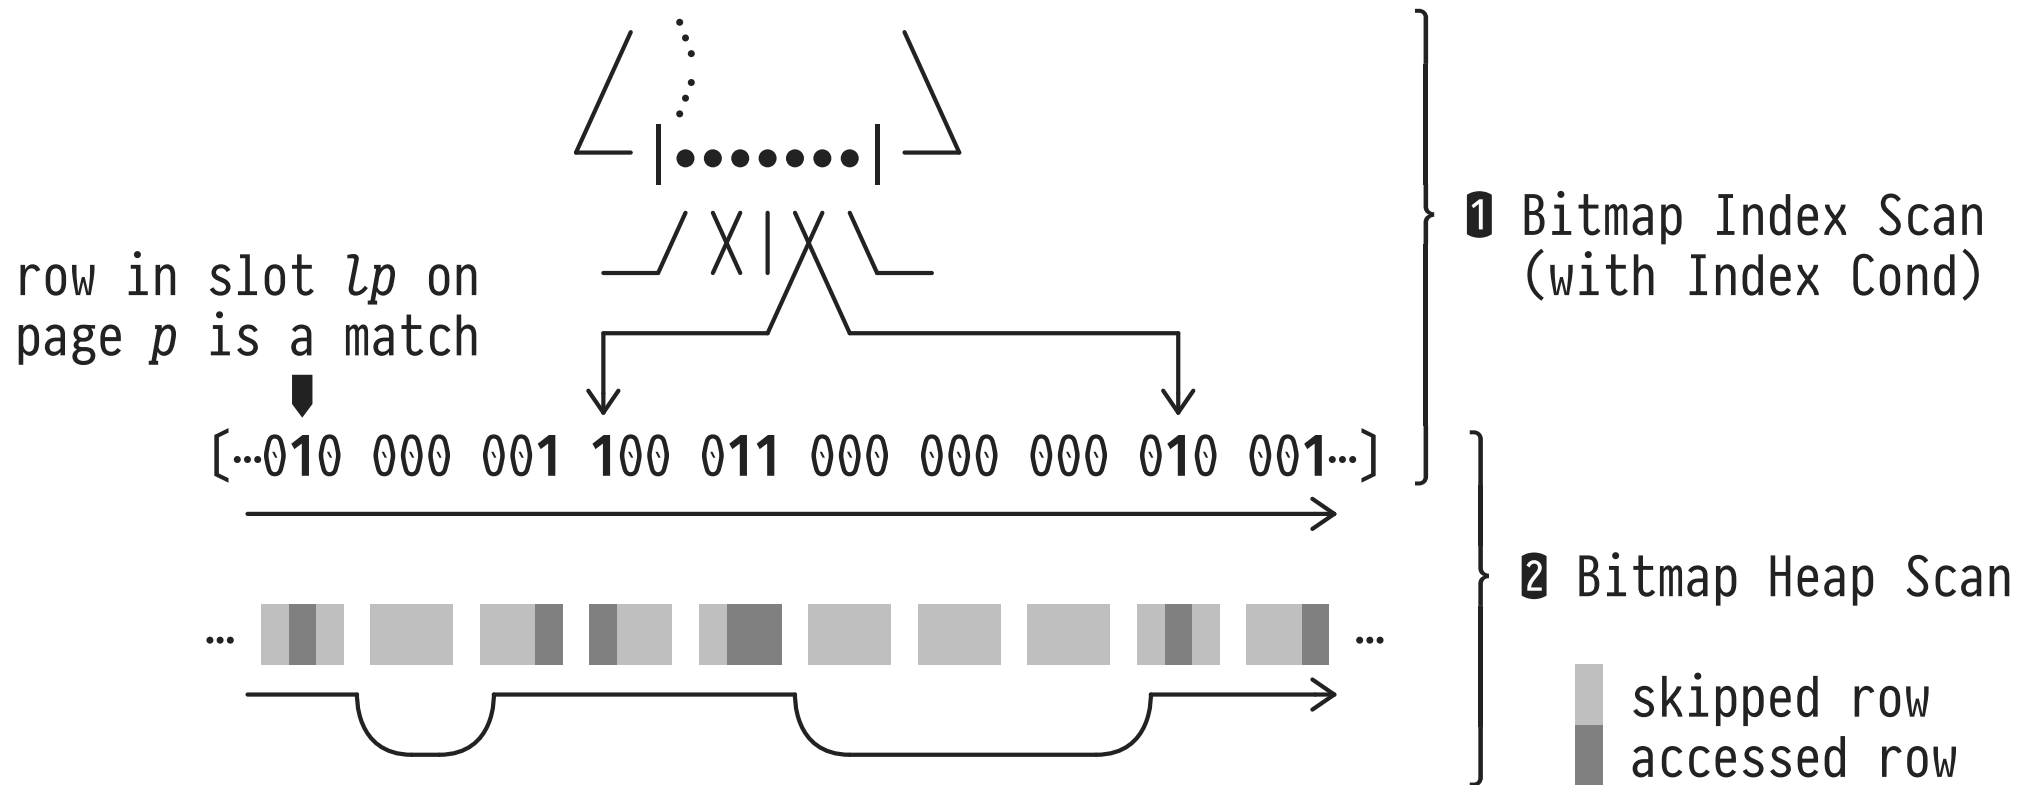 1 Bitmap Index Scan
(with Index Cond)
row in slot lp on
page p is a match
[···010 000 001 100 011 000 000 000 010 001···]
2 Bitmap Heap Scan
··· ···
skipped row
accessed row